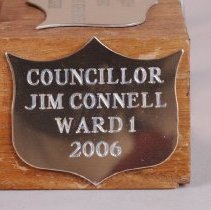 COUNCILLOR
JIM CONNELL
WARD 1
2006